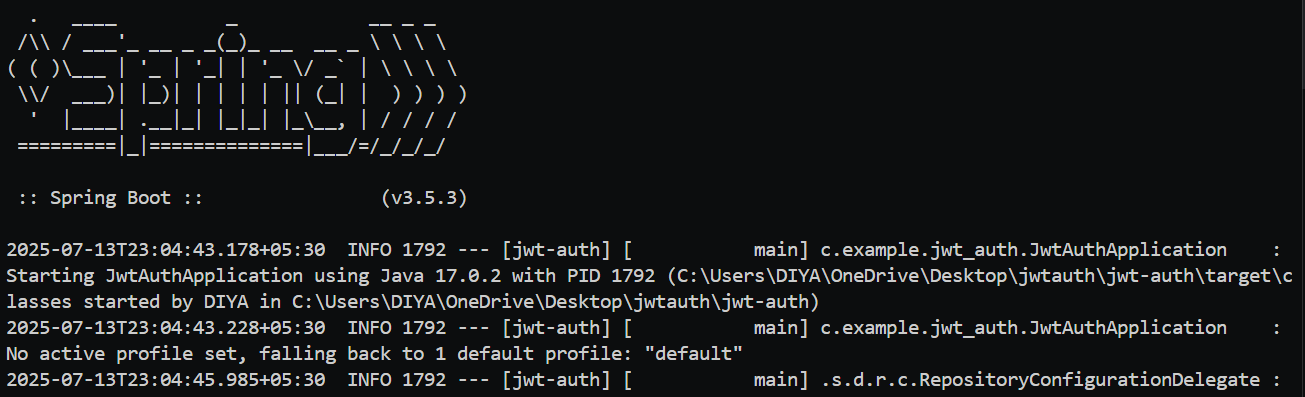 .   ____          _            __ _ _
 /\\ / ___'_ __ _ _(_)_ __  __ _ \ \ \ \
( ( )\___ | '_ | '_| | '_ \/ _` | \ \ \ \
 \\/  ___)| |_)| | | | | || (_| |  ) ) ) )
  '  |____| .__|_| |_|_| |_\__, | / / / /
 =========|_|==============|___/=/_/_/_/

 :: Spring Boot ::                (v3.5.3)

2025-07-13T23:04:43.178+05:30  INFO 1792 --- [jwt-auth] [           main] c.example.jwt_auth.JwtAuthApplication    :
Starting JwtAuthApplication using Java 17.0.2 with PID 1792 (C:\Users\DIYA\OneDrive\Desktop\jwtauth\jwt-auth\target\c
lasses started by DIYA in C:\Users\DIYA\OneDrive\Desktop\jwtauth\jwt-auth)
2025-07-13T23:04:43.228+05:30  INFO 1792 --- [jwt-auth] [           main] c.example.jwt_auth.JwtAuthApplication    :
No active profile set, falling back to 1 default profile: "default"
2025-07-13T23:04:45.985+05:30  INFO 1792 --- [jwt-auth] [           main] .s.d.r.c.RepositoryConfigurationDelegate :